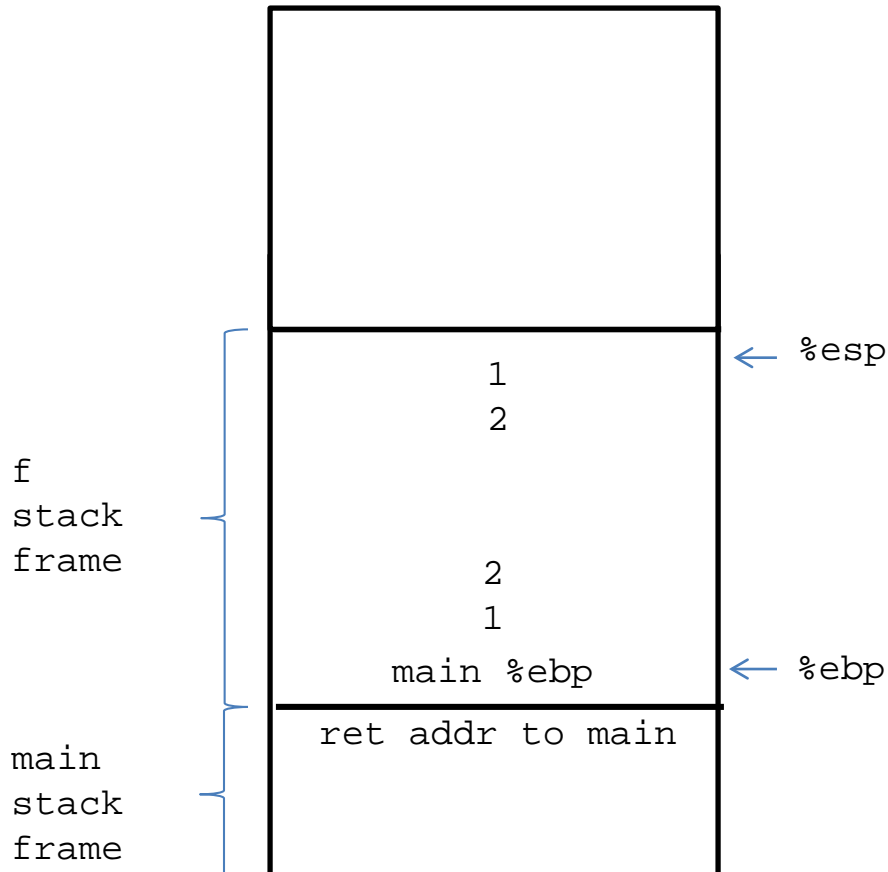 %esp
1
2
f
stack
frame
2
1
main %ebp
%ebp
ret addr to main
main
stack
frame